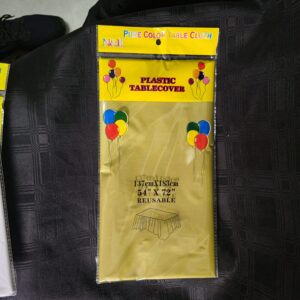 PURE COLOR TABLE CLOTH
PLASTIC
TABLECOVER
137cmX183cm
54" X 72"
REUSABLE